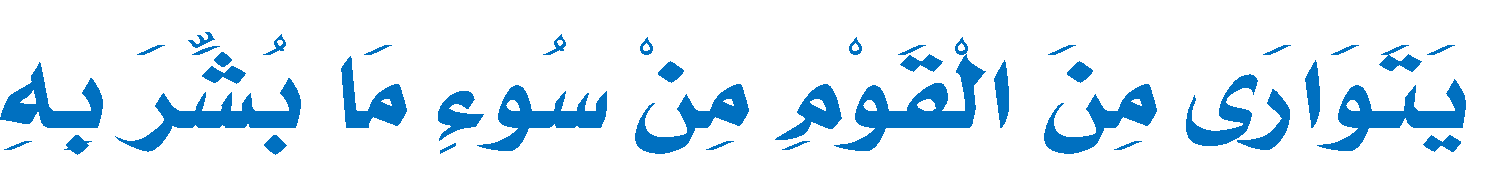 يَتَوَارَى مِنَ الْقَوْمِ مِنْ سُوءِ مَا بُشِّرَ بِهِ